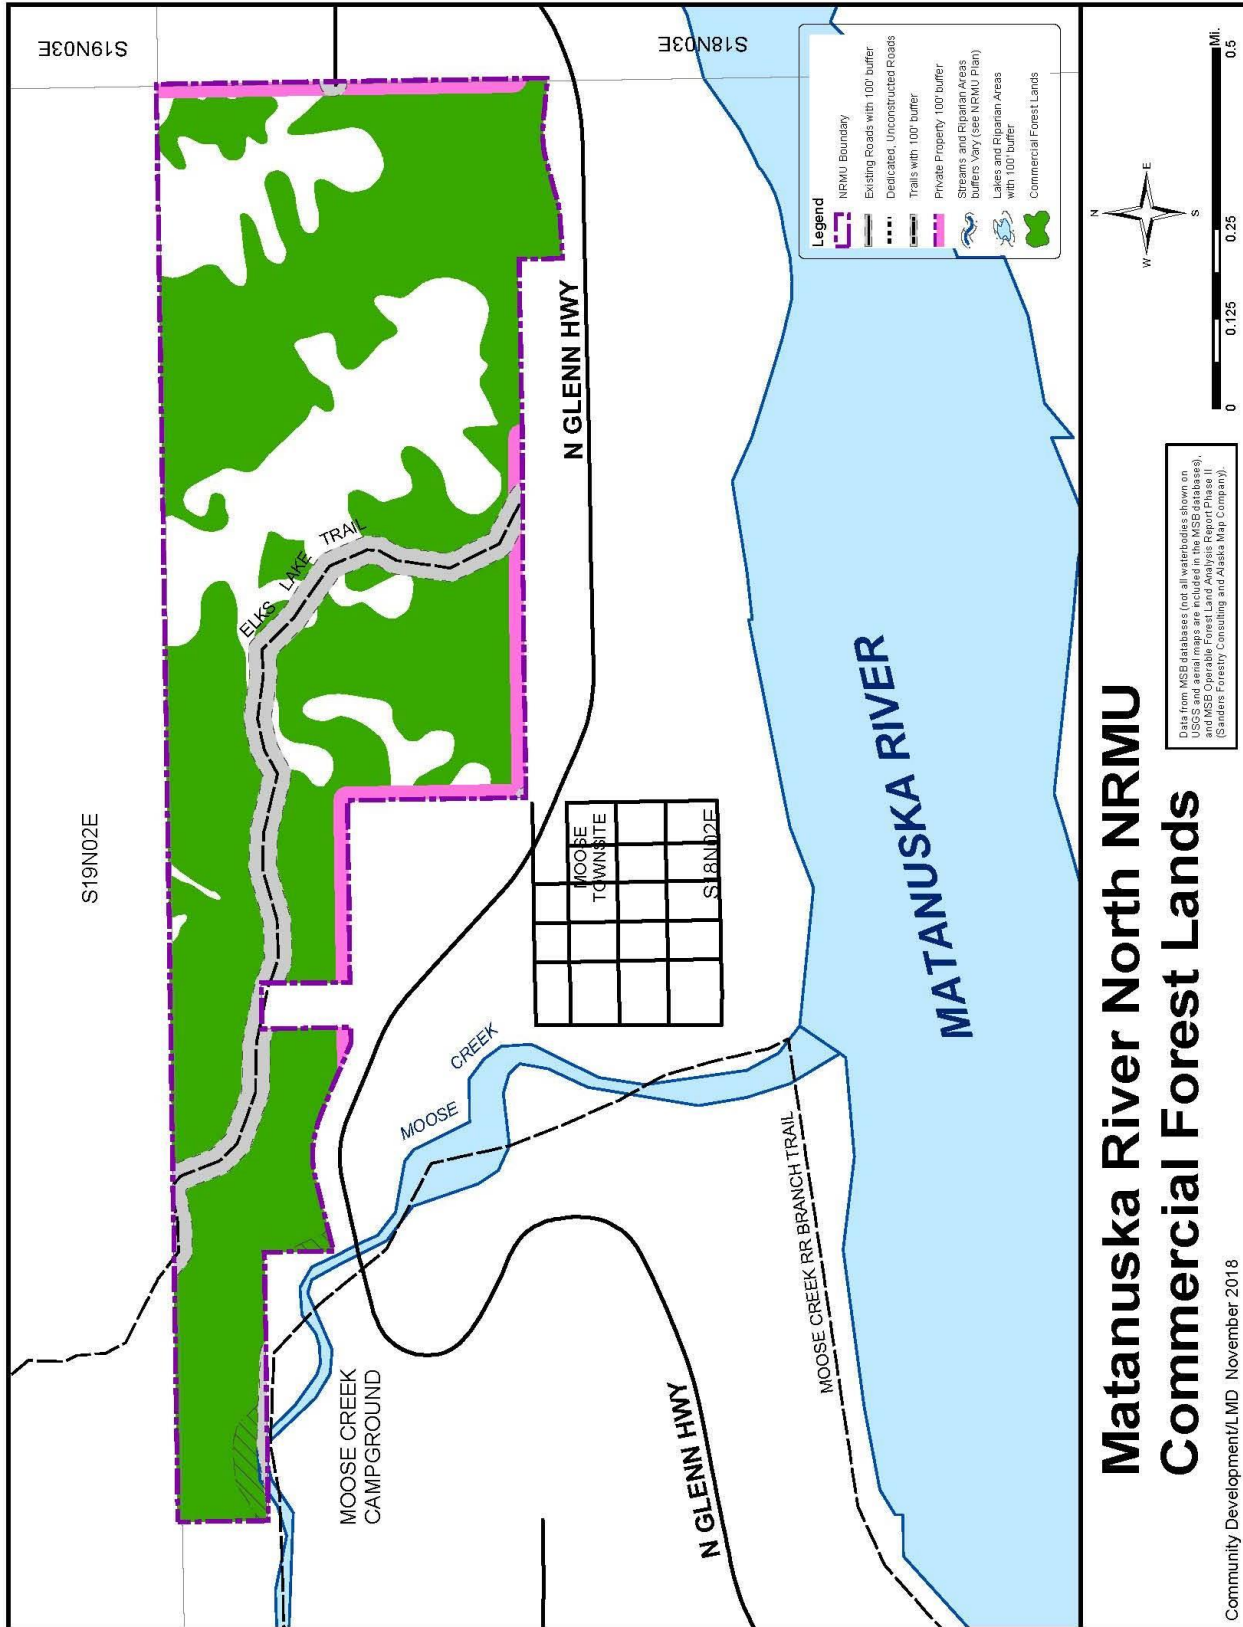 S19N02E
S19N03E
ELKS LAKE TRAIL
N GLENN HWY
MOOSE CREEK
MOOSE CREEK
CAMPGROUND
MOOSE
TOWNSITE
S18N02E
S18N03E
N GLENN HWY
MOOSE CREEK RR BRANCH TRAIL
MATANUSKA RIVER
Legend
NRMU Boundary
Existing Roads with 100' buffer
Dedicated, Unconstructed Roads
Trails with 100' buffer
Private Property 100' buffer
Streams and Riparian Areas
buffers Vary (see NRMU Plan)
Lakes and Riparian Areas
with 100' buffer
Commercial Forest Lands
Matanuska River North NRMU
Commercial Forest Lands
Community Development/LMD November 2018
Data from MSB databases (not all waterbodies shown on
USGS and aerial maps are included in the MSB databases),
and MSB Operable Forest Land Analysis Report Phase II
(Sanders Forestry Consulting and Alaska Map Company).
N
W
E
S
0 0.125 0.25 0.5
Mi.